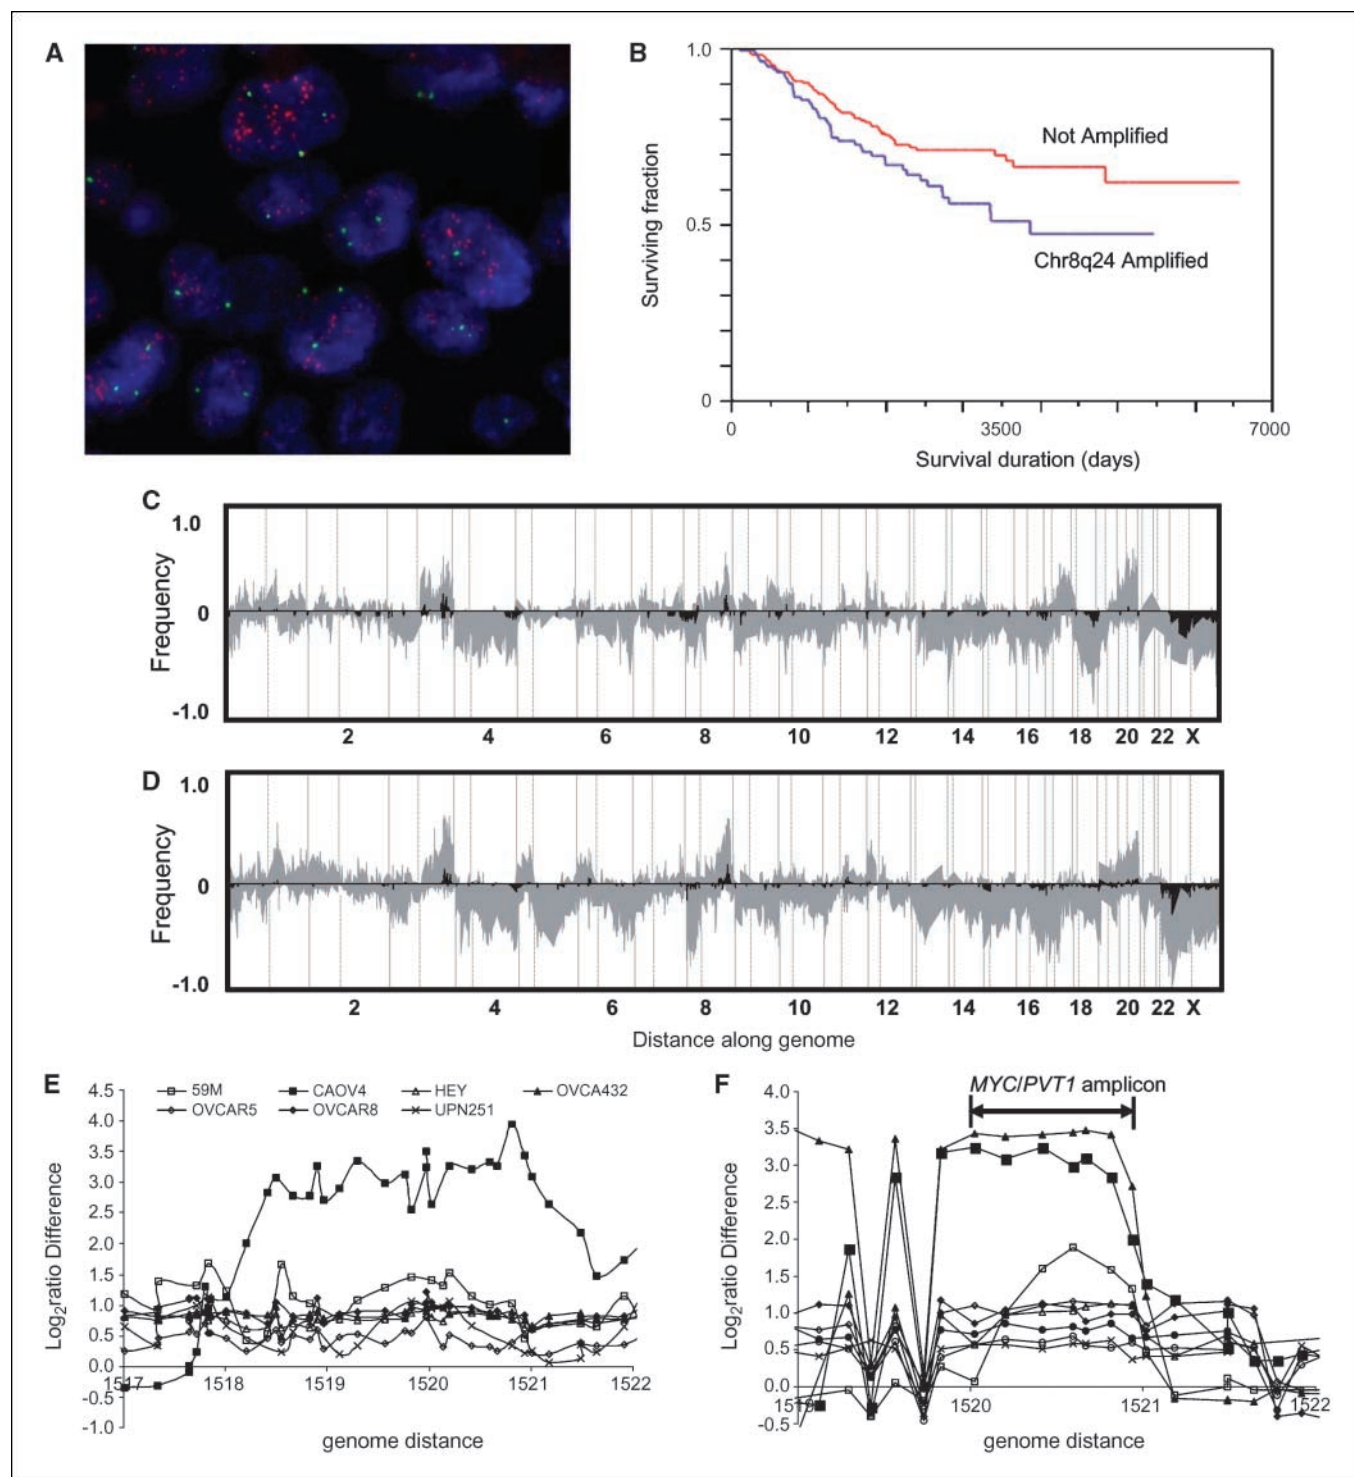 A
B
1.0
0.5
0
Surviving fraction
Not Amplified
Chr8q24 Amplified
0 3500 7000
Survival duration (days)
C
1.0
0
-1.0
Frequency
2 4 6 8 10 12 14 16 18 20 22 X
D
1.0
0
-1.0
Frequency
2 4 6 8 10 12 14 16 18 20 22 X
Distance along genome
E
59M CAOV4 HEY OVCA432
OVCAR5 OVCAR8 UPN251
4.5
4.0
3.5
3.0
2.5
2.0
1.5
1.0
0.5
0.0
-0.5
-1.0
Log2ratio Difference
1517 1518 1519 1520 1521 1522
genome distance
F
MYC/PVT1 amplicon
4.0
3.5
3.0
2.5
2.0
1.5
1.0
0.5
0.0
-0.5
Log2ratio Difference
1520 1521 1522
genome distance